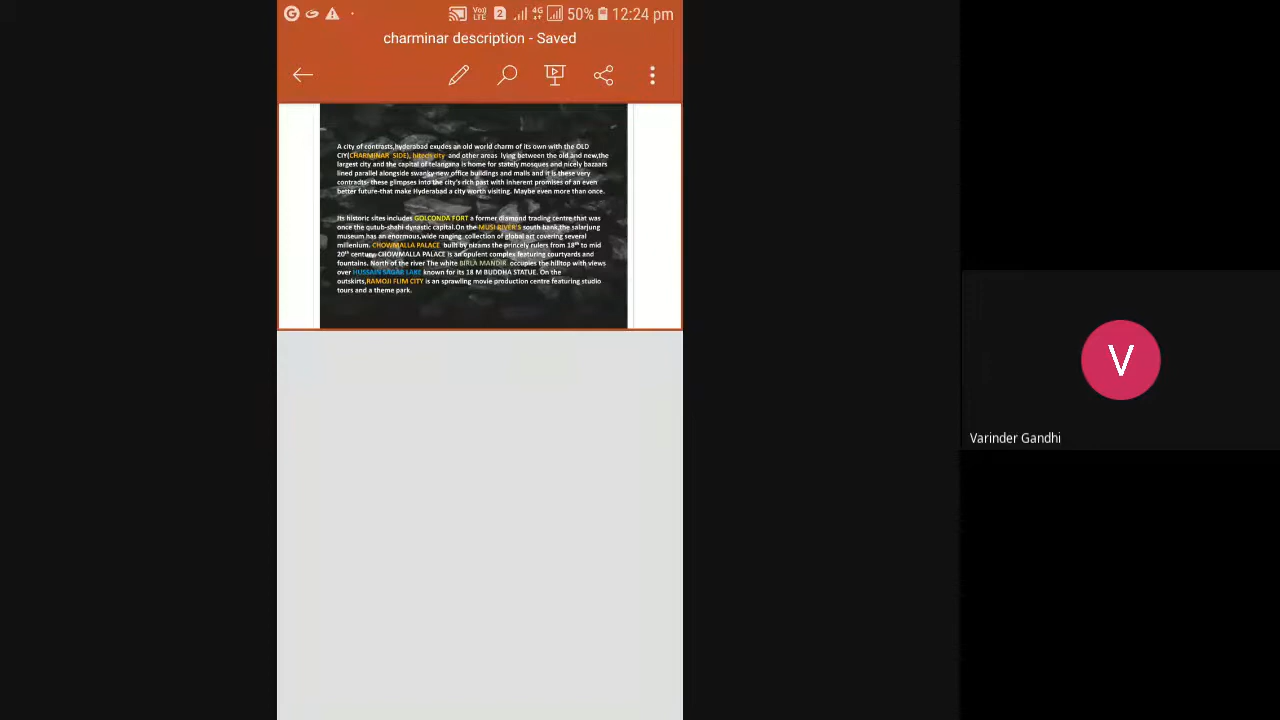 50% 12:24 pm
charminar description - Saved
A city of contrasts,hyderabad exudes an old world charm of its own with the OLD
CIY(CHARMINAR SIDE), hitech city and other areas lying between the old and new,the
largest city and the capital of telangana is home for stately mosques and nicely bazaars
lined parallel alongside swanky-new office buildings and malls and it is these very
contracts- these glimpses into the city's rich past with inherent promises of an even
better future-that make Hyderabad a city worth visiting. Maybe even more than once.
Its historic sites includes GOLCONDA FORT a former diamond trading centre that was
once the qutub-shahi dynastic capital.On the MUSI RIVER'S south bank,the salarjung
museum has an enormous,wide ranging collection of global art covering several
millenium. CHOWMALLA PALACE built by nizams the princely rulers from 18th to mid
20th century, CHOWMALLA PALACE is an opulent complex featuring courtyards and
fountains. North of the river The white BIRLA MANDIR occupies the hilltop with views
over HUSSAIN SAGAR LAKE known for its 18 M BUDDHA STATUE. On the
outskirts,RAMOJI FLIM CITY is an sprawling movie production centre featuring studio
tours and a theme park.
V
Varinder Gandhi